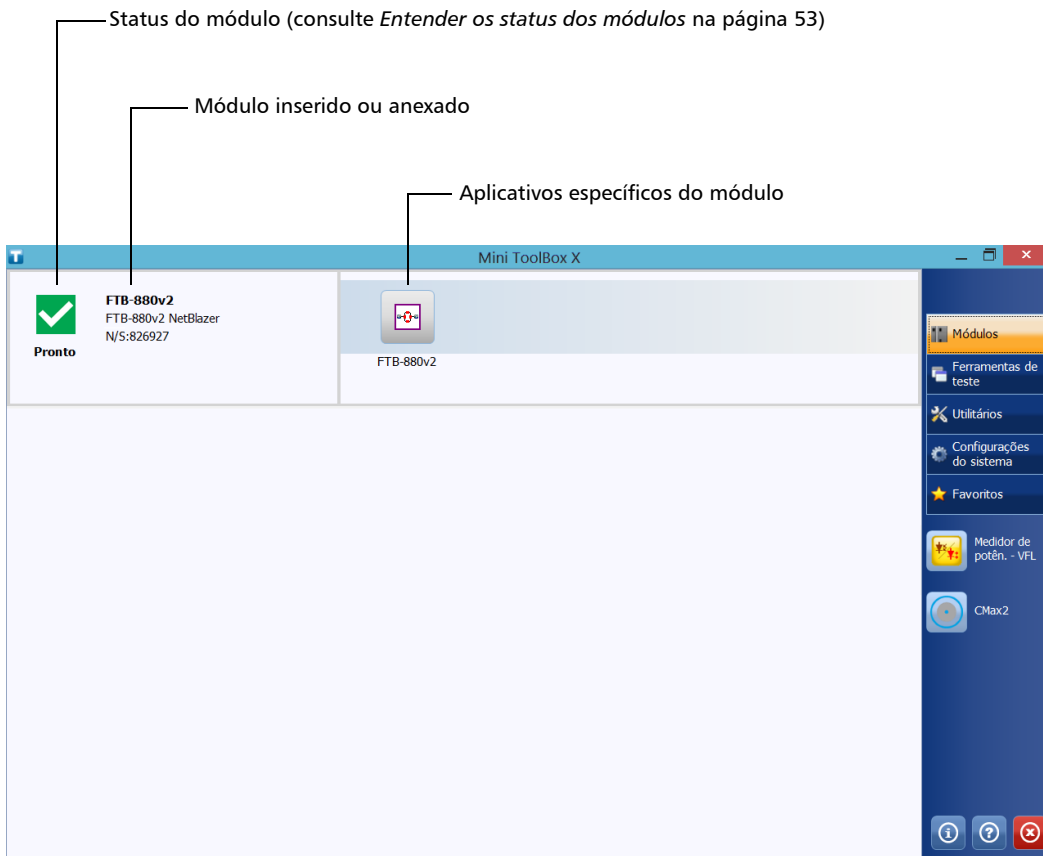 Status do módulo (consulte Entender os status dos módulos na página 53)
Módulo inserido ou anexado
Aplicativos específicos do módulo
Mini ToolBox X
FTB-880v2
FTB-880v2 NetBlazer
N/S:826927
Pronto
FTB-880v2
Módulos
Ferramentas de
teste
Utilitários
Configurações
do sistema
Favoritos
Medidor de
potên. - VFL
CMax2